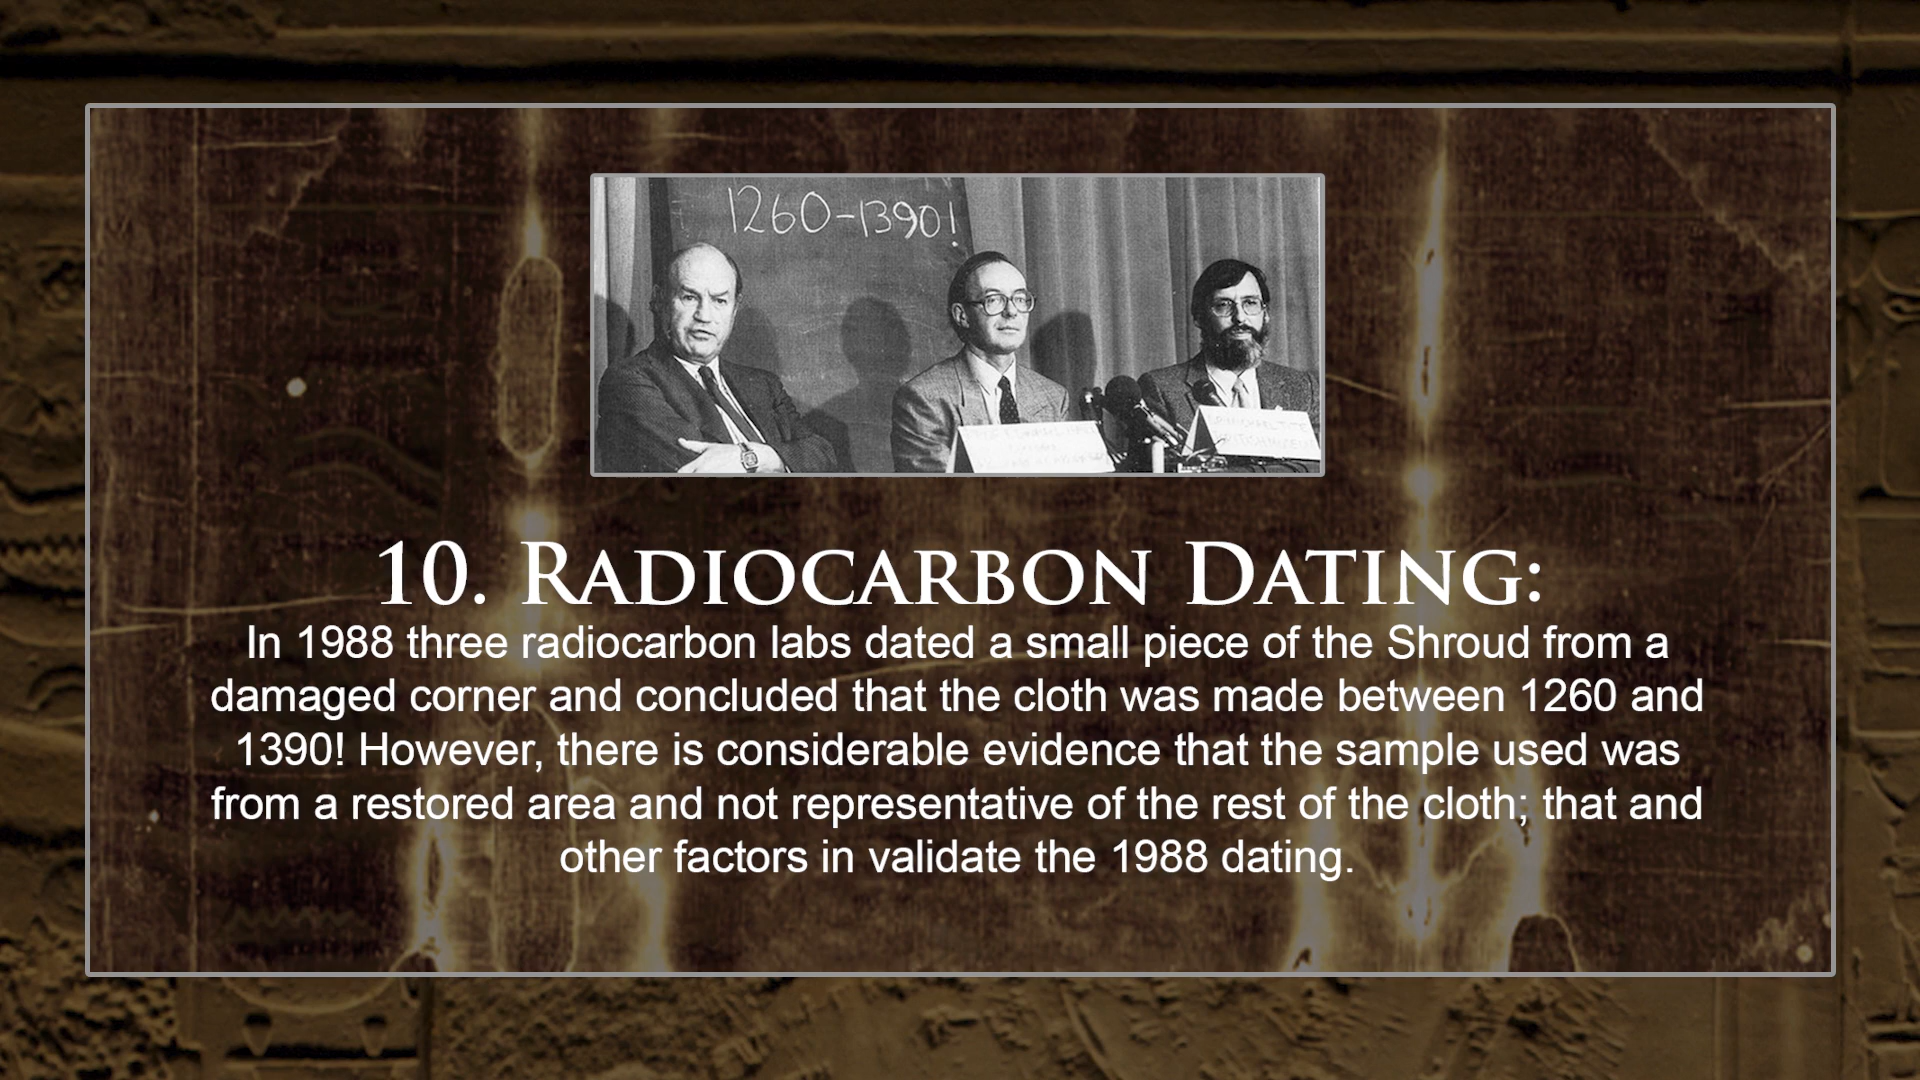 1260-1390!
10. RADIOCARBON DATING:
In 1988 three radiocarbon labs dated a small piece of the Shroud from a
damaged corner and concluded that the cloth was made between 1260 and
1390! However, there is considerable evidence that the sample used was
from a restored area and not representative of the rest of the cloth; that and
other factors in validate the 1988 dating.